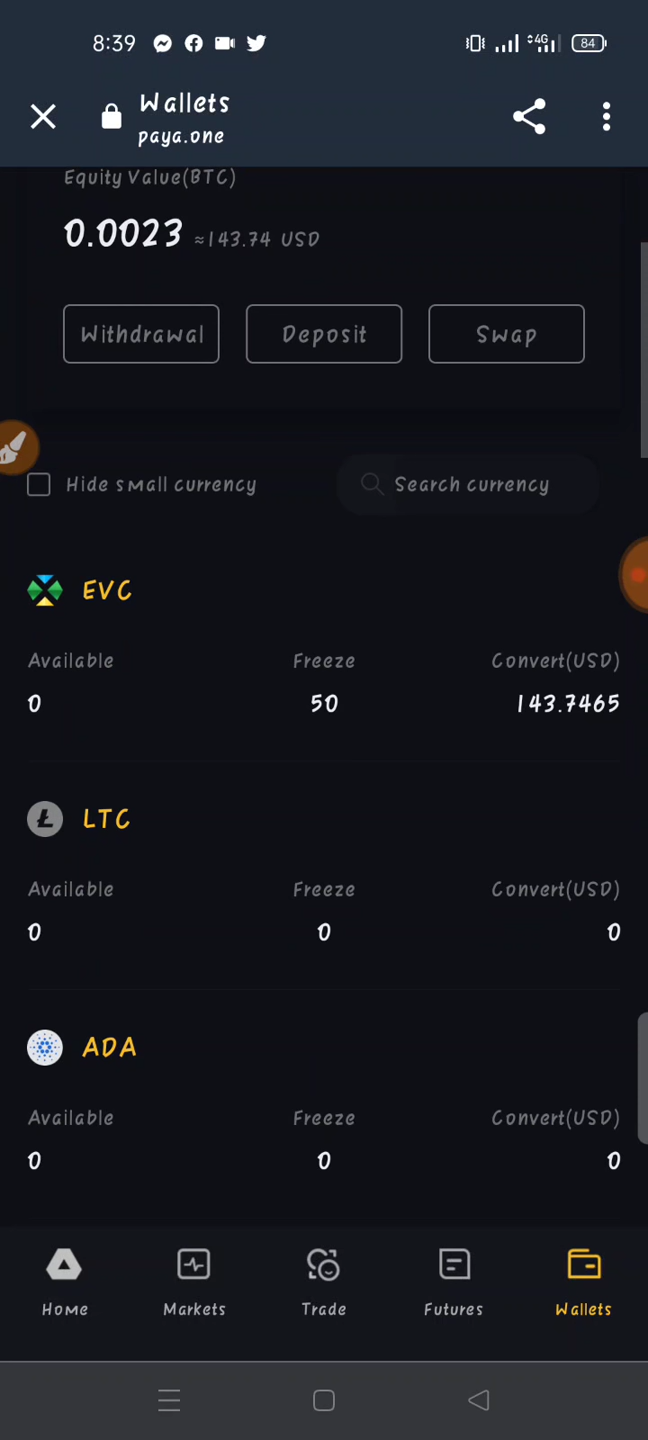 8:39
4G
84
Wallets
paya.one
Equity Value(BTC)
0.0023 ≈143.74 USD
Withdrawal Deposit Swap
Hide small currency Search currency
EVC
Available Freeze Convert(USD)
0 50 143.7465
LTC
Available Freeze Convert(USD)
0 0 0
ADA
Available Freeze Convert(USD)
0 0 0
Home Markets Trade Futures Wallets